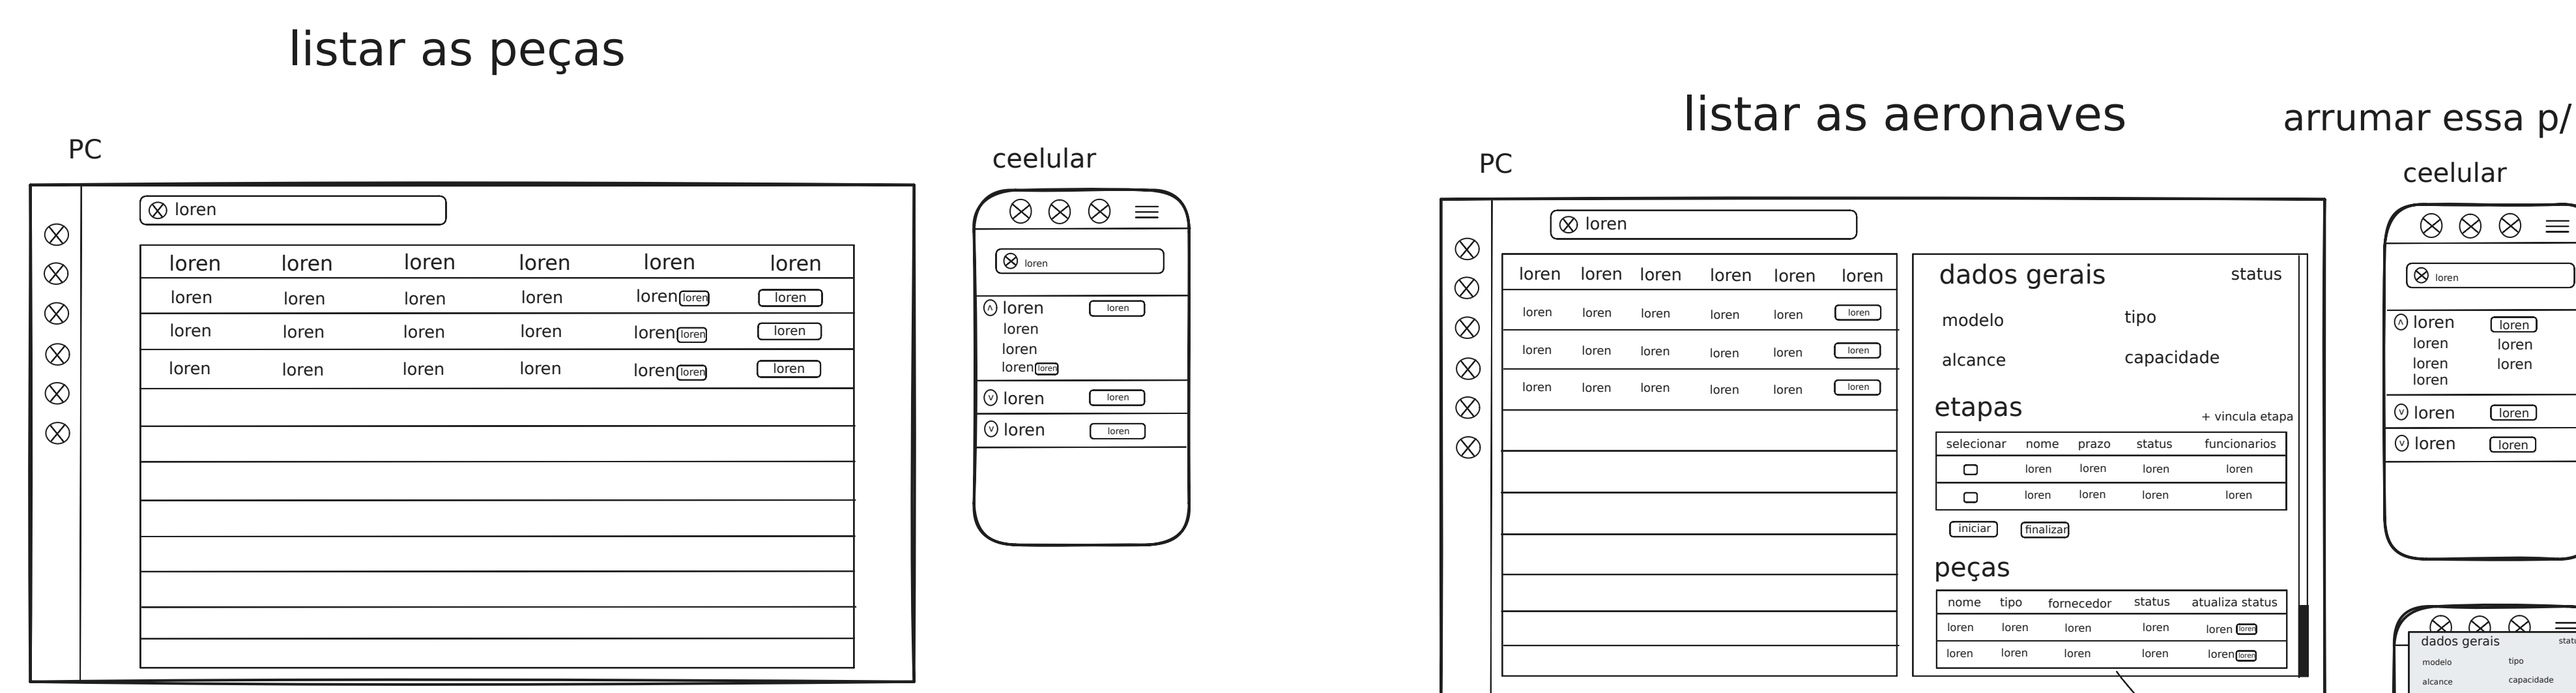 listar as peças
PC
ceelular
loren
loren loren loren loren loren loren
loren loren loren loren loren loren loren
loren loren loren loren loren loren loren
loren loren loren loren loren loren loren
loren
loren loren
loren
loren
loren loren
loren loren
loren loren
listar as aeronaves
arrumar essa p/
PC
ceelular
loren
loren loren loren loren loren loren
loren loren loren loren loren loren
loren loren loren loren loren loren
loren loren loren loren loren loren
dados gerais status
modelo tipo
alcance capacidade
etapas
+ vincula etapa
selecionar nome prazo status funcionarios
loren loren loren loren
loren loren loren loren
iniciar finalizar
peças
nome tipo fornecedor status atualiza status
loren loren loren loren loren loren
loren loren loren loren loren loren
loren
loren loren
loren loren
loren loren
loren
loren loren
loren loren
dados gerais
modelo tipo
alcance capacidade